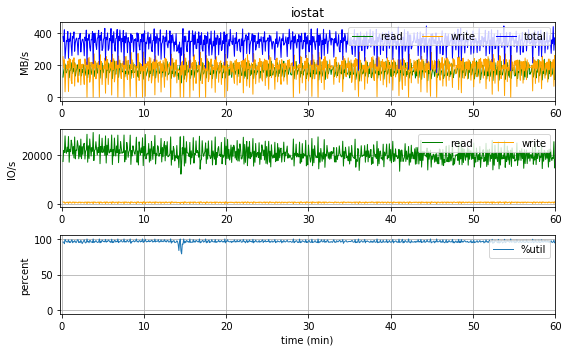 iostat
400
200
0
MB/s
read write total
0 10 20 30 40 50 60
20000
0
IO/s
read write
0 10 20 30 40 50 60
100
50
0
percent
%util
0 10 20 30 40 50 60
time (min)